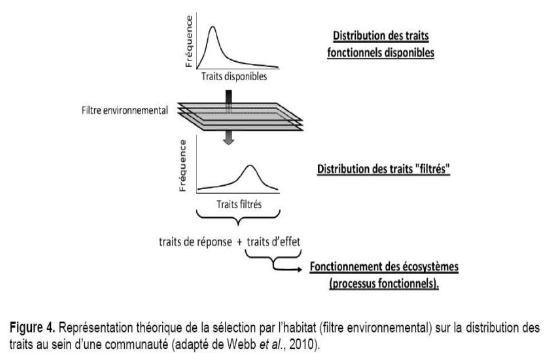 Distribution des traits
fonctionnels disponibles
Fréquence
Traits disponibles
Filtre environnemental
Fréquence
Distribution des traits "filtrés"
Traits filtrés
traits de réponse + traits d'effet
Fonctionnement des écosystèmes
(processus fonctionnels).
Figure 4. Représentation théorique de la sélection par l'habitat (filtre environnemental) sur la distribution des
traits au sein d'une communauté (adapté de Webb et al., 2010).